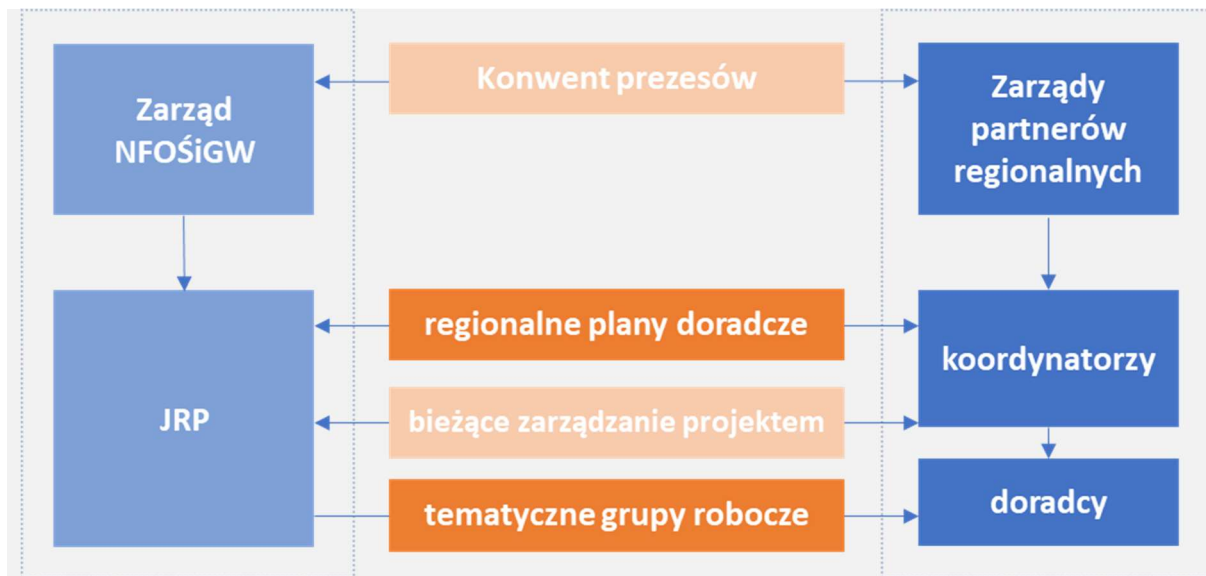 Zarząd
NFOŚiGW
Konwent prezesów
Zarządy
partnerów
regionalnych
JRP
regionalne plany doradcze
bieżące zarządzanie projektem
tematyczne grupy robocze
koordynatorzy
doradcy